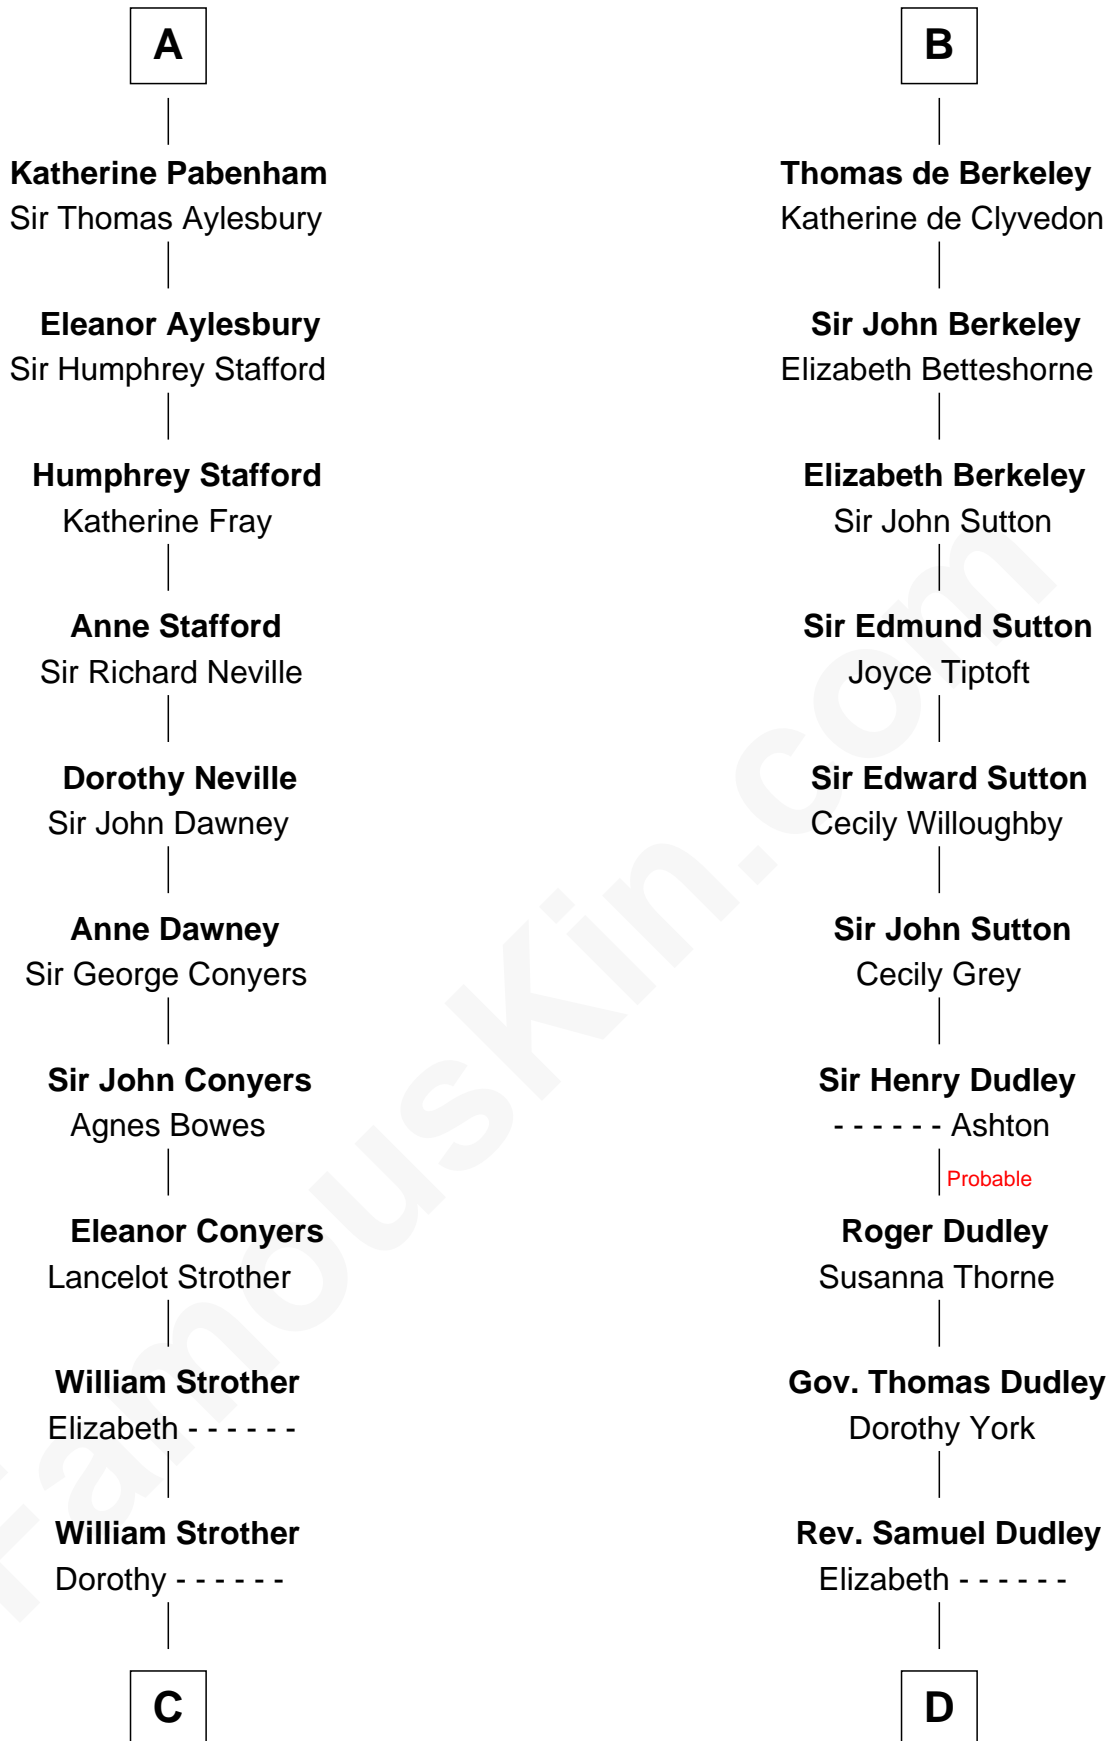 A
Katherine Pabenham
Sir Thomas Aylesbury
Eleanor Aylesbury
Sir Humphrey Stafford
Humphrey Stafford
Katherine Fray
Anne Stafford
Sir Richard Neville
Dorothy Neville
Sir John Dawney
Anne Dawney
Sir George Conyers
Sir John Conyers
Agnes Bowes
Eleanor Conyers
Lancelot Strother
William Strother
Elizabeth - - - - - -
William Strother
Dorothy - - - - - -
C
B
Thomas de Berkeley
Katherine de Clyvedon
Sir John Berkeley
Elizabeth Betteshorne
Elizabeth Berkeley
Sir John Sutton
Sir Edmund Sutton
Joyce Tiptoft
Sir Edward Sutton
Cecily Willoughby
Sir John Sutton
Cecily Grey
Sir Henry Dudley
- - - - - - Ashton
Probable
Roger Dudley
Susanna Thorne
Gov. Thomas Dudley
Dorothy York
Rev. Samuel Dudley
Elizabeth - - - - - -
D
FamousKin.com